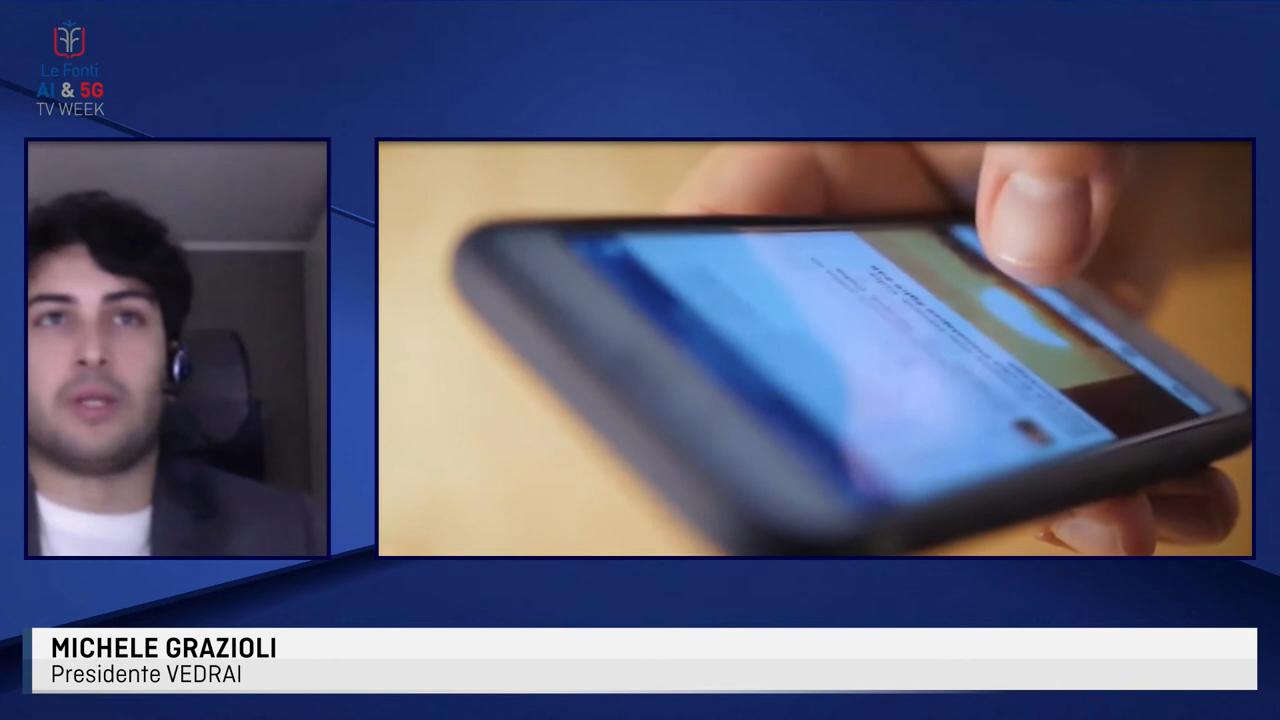 Le Fonti
AI & 5G
TV WEEK
MICHELE GRAZIOLI
Presidente VEDRAI